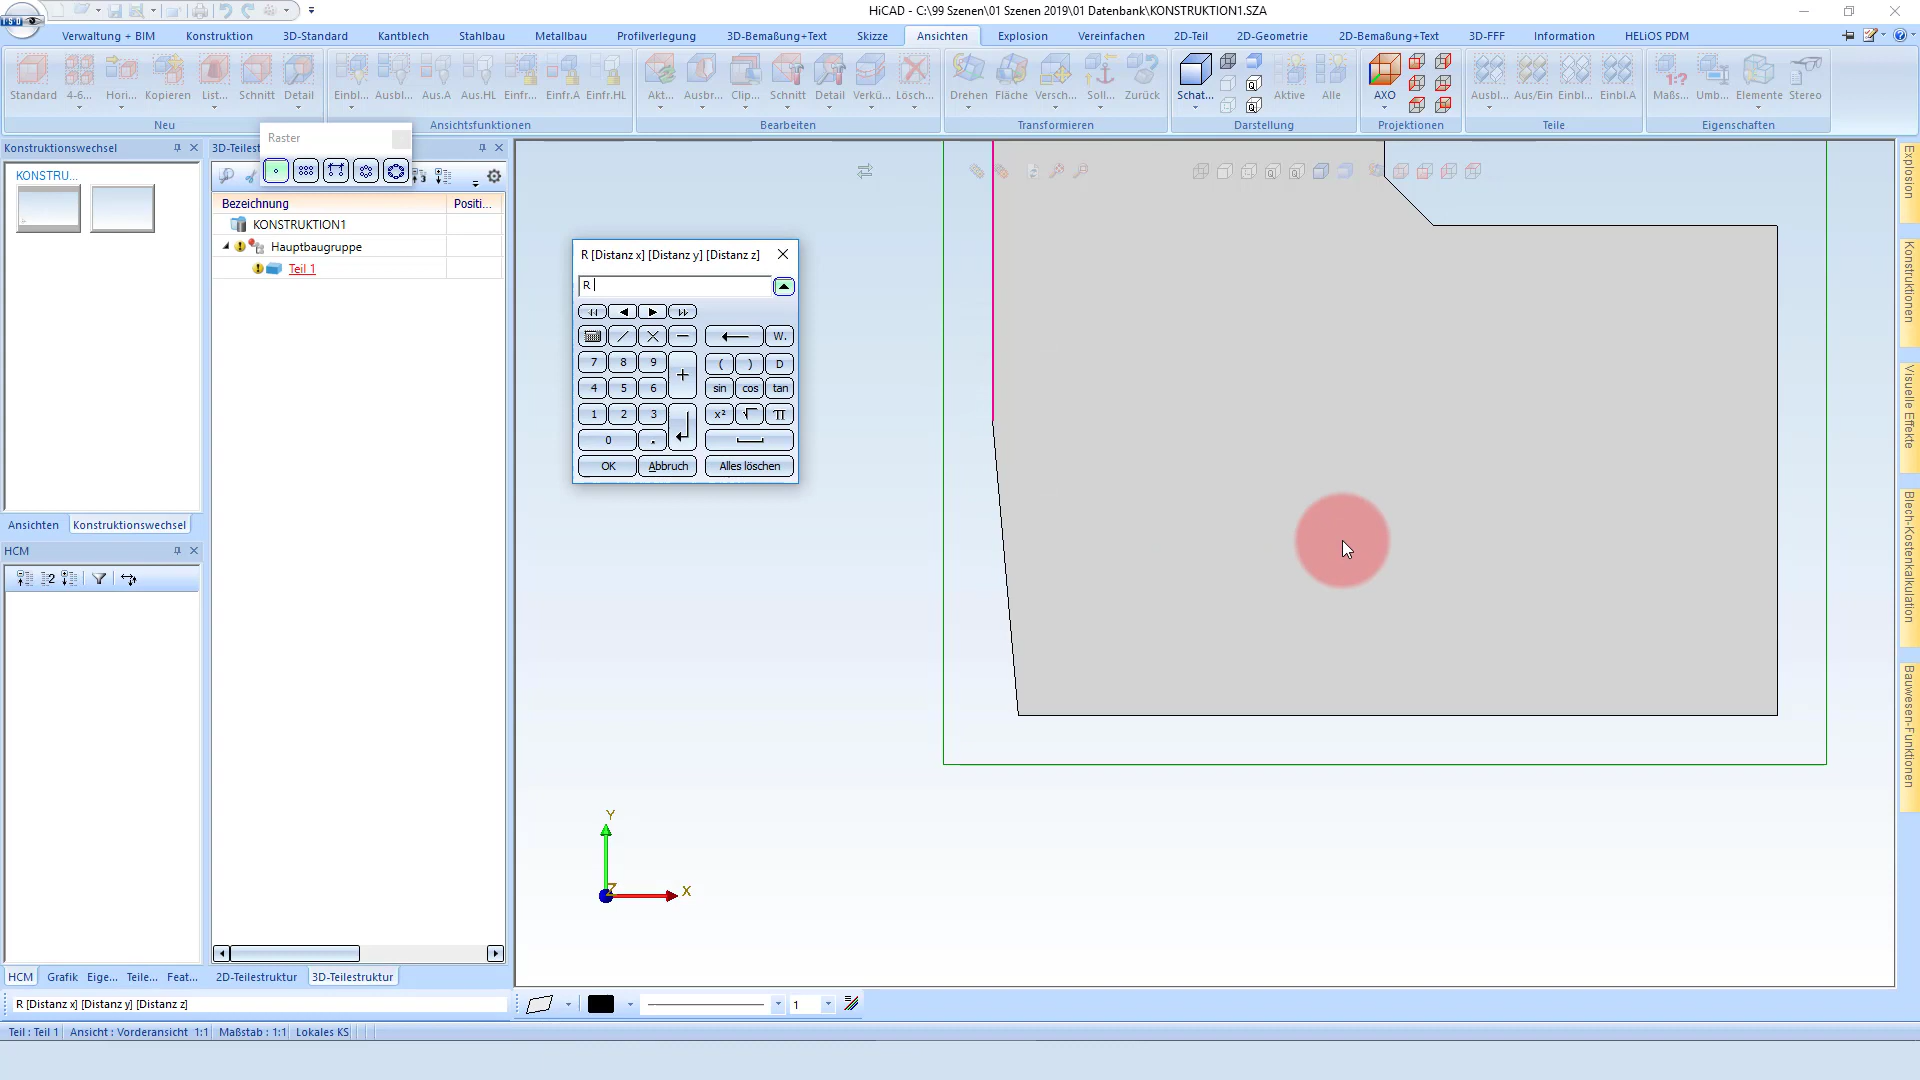 HiCAD - C:\99 Szenen\01 Szenen 2019\01 Datenbank\KONSTRUKTION1.SZA
ISD
Verwaltung + BIM Konstruktion 3D-Standard Kantblech Stahlbau Metallbau Profilverlegung 3D-Bemaßung+Text Skizze Ansichten Explosion Vereinfachen 2D-Teil 2D-Geometrie 2D-Bemaßung+Text 3D-FFF Information HELiOS PDM
Standard 4-6... Hori... Kopieren List... Schnitt Detail Einbl... Ausbl... Aus.A Aus.HL Einfr... Einfr.A Einfr.HL Akt... Ausbr... Clip... Schnitt Detail Verkü... Lösch... Drehen Fläche Versch... Soll... Zurück Schat... Aktive Alle AXO Ausbl... Aus/Ein Einbl... Einbl.A Maßs... Umb... Elemente Stereo
Neu Ansichtsfunktionen Bearbeiten Transformieren Darstellung Projektionen Teile Eigenschaften
Raster
Konstruktionswechsel
3D-Teilest
KONSTRU...
Bezeichnung Positi...
KONSTRUKTION1
Hauptbaugruppe
Teil 1
R [Distanz x] [Distanz y] [Distanz z]
R
W.
7 8 9 + ( ) D
4 5 6 sin cos tan
1 2 3 x² √ π
0 .
OK Abbruch Alles löschen
Explosion
Konstruktionen
Visuelle Effekte
Blech-Kostenkalkulation
Bauwesen-Funktionen
Ansichten Konstruktionswechsel
HCM
2
Y
Z
X
HCM Grafik Eige... Teile... Feat... 2D-Teilestruktur 3D-Teilestruktur
R [Distanz x] [Distanz y] [Distanz z]
1
Teil : Teil 1 Ansicht : Vorderansicht 1:1 Maßstab : 1:1 Lokales KS